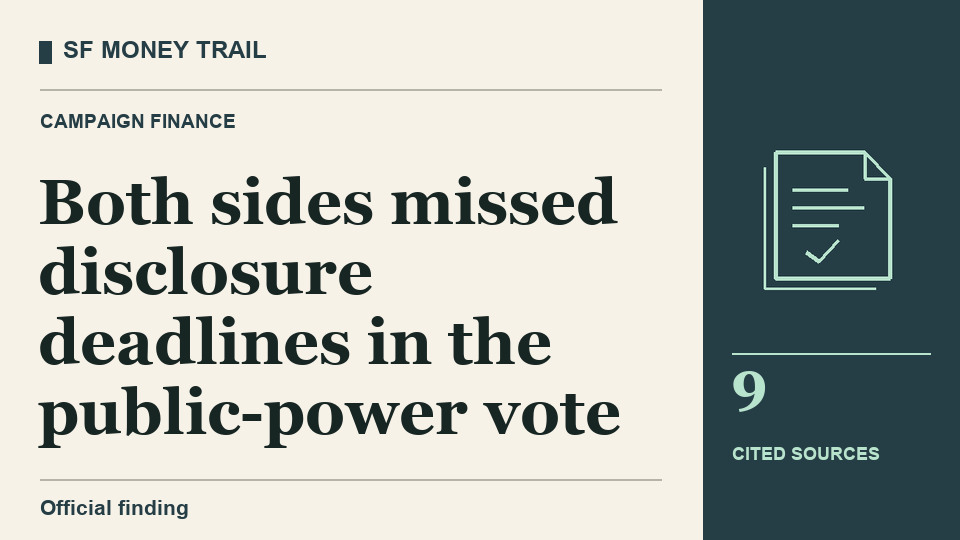 SF MONEY TRAIL
CAMPAIGN FINANCE
Both sides missed
disclosure
deadlines in the
public-power vote
Official finding
9
CITED SOURCES